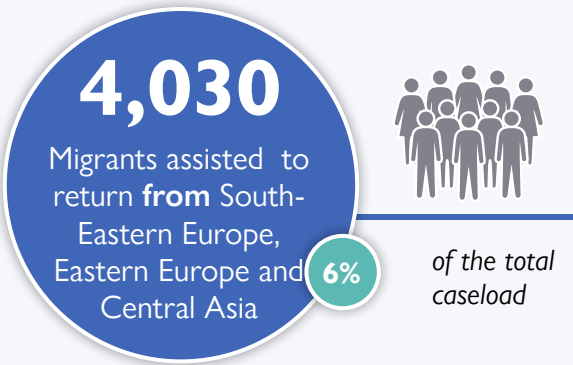 4,030
Migrants assisted to
return from South-
Eastern Europe,
Eastern Europe and
Central Asia
6%
of the total
caseload